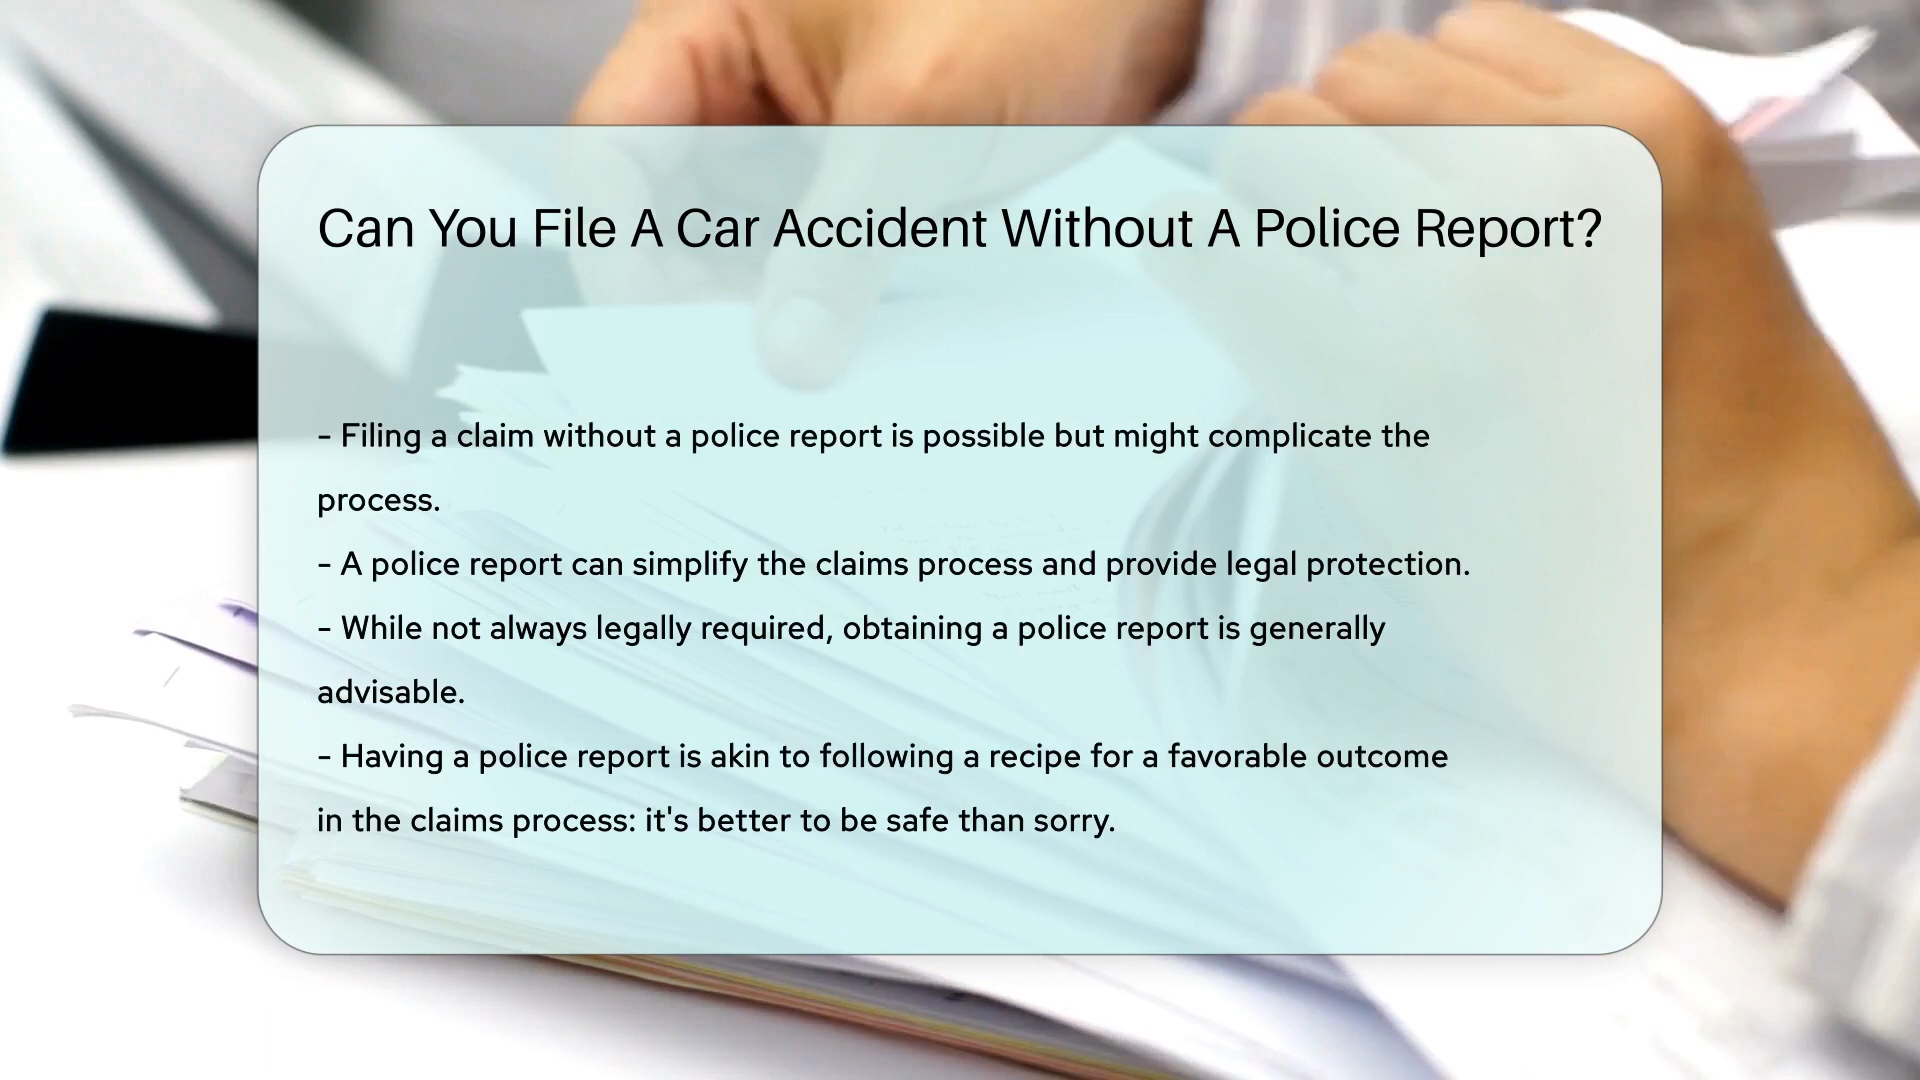 Can You File A Car Accident Without A Police Report?
- Filing a claim without a police report is possible but might complicate the
process.
- A police report can simplify the claims process and provide legal protection.
- While not always legally required, obtaining a police report is generally
advisable.
- Having a police report is akin to following a recipe for a favorable outcome
in the claims process: it's better to be safe than sorry.